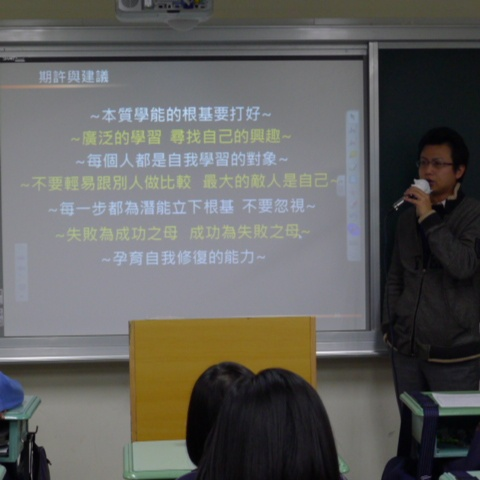 期許與建議
~本質學能的根基要打好~
~廣泛的學習 尋找自己的興趣~
~每個人都是自我學習的對象~
~不要輕易跟別人做比較 最大的敵人是自己~
~每一步都為潛能立下根基 不要忽視~
~失敗為成功之母 成功為失敗之母~
~孕育自我修復的能力~